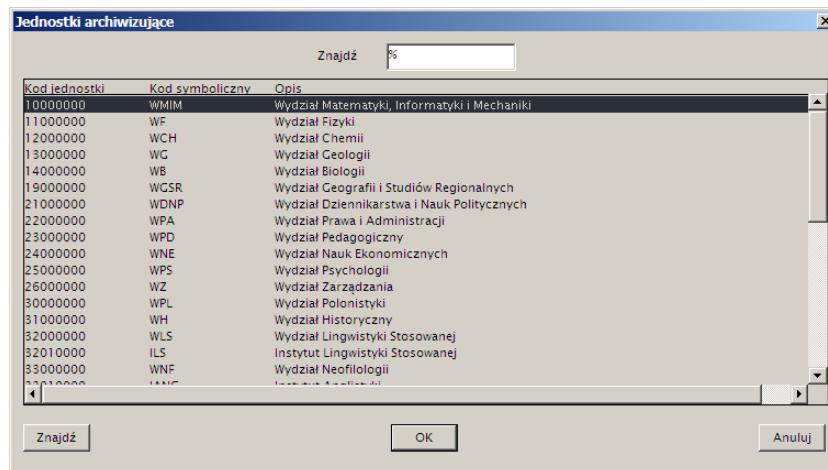 Jednostki archiwizujące
Znajdź %
Kod jednostki Kod symboliczny Opis
10000000 WMIM Wydział Matematyki, Informatyki i Mechaniki
11000000 WF Wydział Fizyki
12000000 WCH Wydział Chemii
13000000 WG Wydział Geologii
14000000 WB Wydział Biologii
19000000 WGSR Wydział Geografii i Studiów Regionalnych
21000000 WDNP Wydział Dziennikarstwa i Nauk Politycznych
22000000 WPA Wydział Prawa i Administracji
23000000 WPD Wydział Pedagogiczny
24000000 WNE Wydział Nauk Ekonomicznych
25000000 WPS Wydział Psychologii
26000000 WZ Wydział Zarządzania
30000000 WPL Wydział Polonistyki
31000000 WH Wydział Historyczny
32000000 WLS Wydział Lingwistyki Stosowanej
32010000 ILS Instytut Lingwistyki Stosowanej
33000000 WNF Wydział Neofilologii
Instytut Anglistyki
Znajdź OK Anuluj